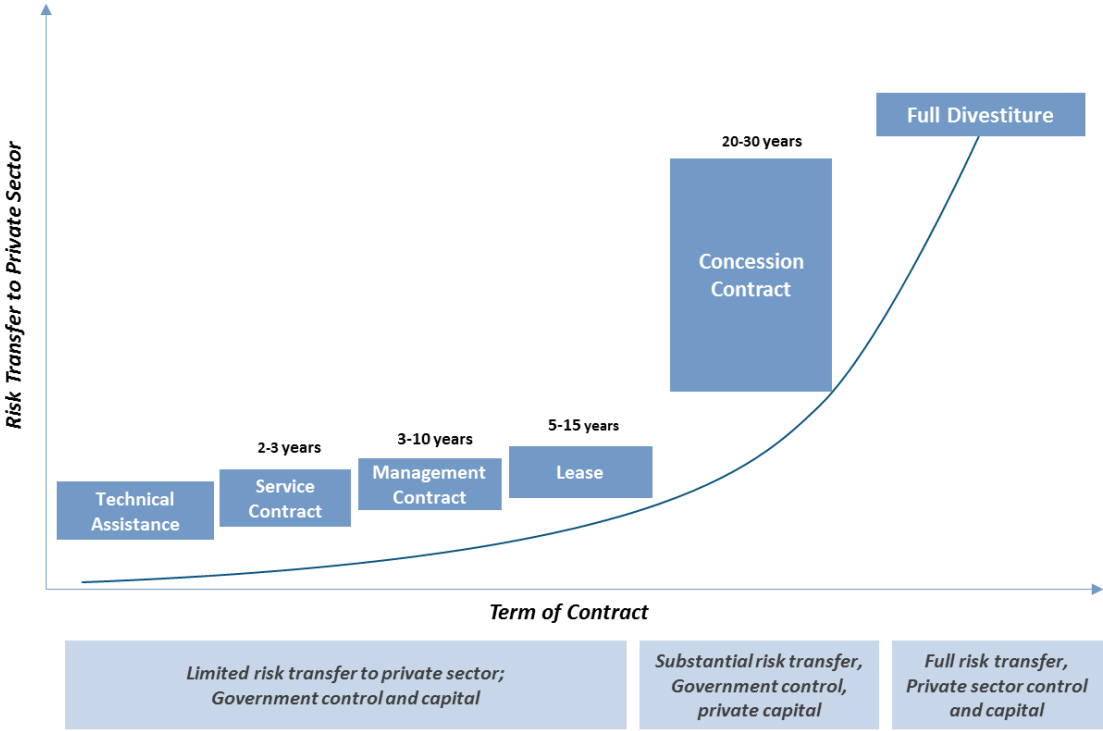 Risk Transfer to Private Sector
Full Divestiture
20-30 years
Concession
Contract
5-15 years
Lease
3-10 years
Management
Contract
2-3 years
Service
Contract
Technical
Assistance
Term of Contract
Limited risk transfer to private sector;
Government control and capital
Substantial risk transfer,
Government control,
private capital
Full risk transfer,
Private sector control
and capital